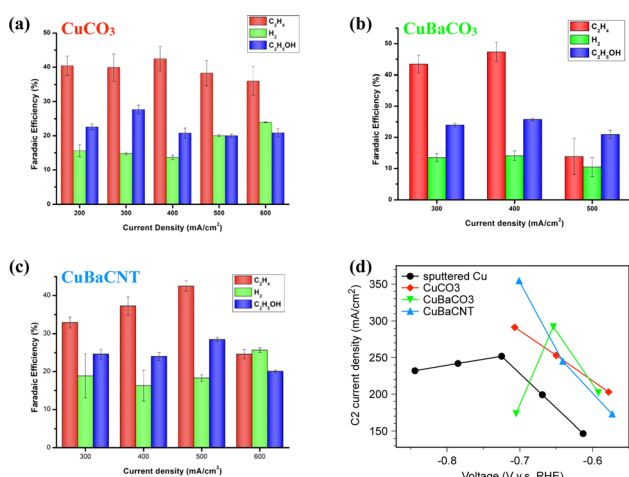 (a) CuCO3
C2H4
H2
C2H5OH
Faradaic Efficiency (%)
50
40
30
20
10
0
200 300 400 500 600
Current Density (mA/cm²)
(b) CuBaCO3
C2H4
H2
C2H5OH
Faradaic Efficiency (%)
50
40
30
20
10
0
300 400 500
Current density (mA/cm²)
(c) CuBaCNT
C2H4
H2
C2H5OH
Faradaic Efficiency (%)
40
30
20
10
0
300 400 500 600
Current density (mA/cm²)
(d)
sputtered Cu
CuCO3
CuBaCO3
CuBaCNT
C2 current density (mA/cm²)
350
300
250
200
150
-0.8 -0.7 -0.6
Voltage (V v.s. RHE)